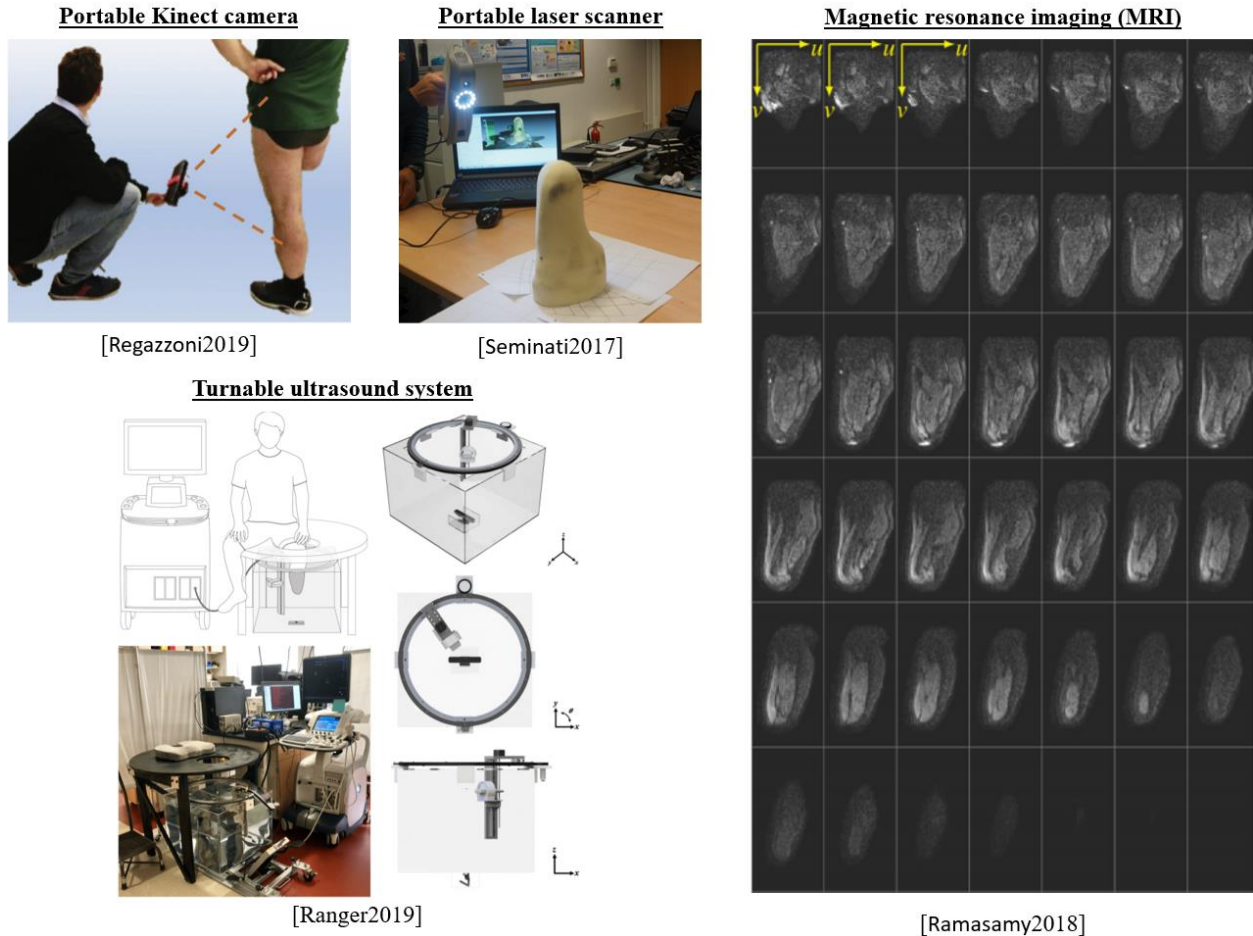 Portable Kinect camera
Portable laser scanner
Magnetic resonance imaging (MRI)
u
u
u
v
v
v
[Regazzoni2019]
[Seminati2017]
Turnable ultrasound system
z
y
x
y
θ
x
z
x
[Ranger2019]
[Ramasamy2018]